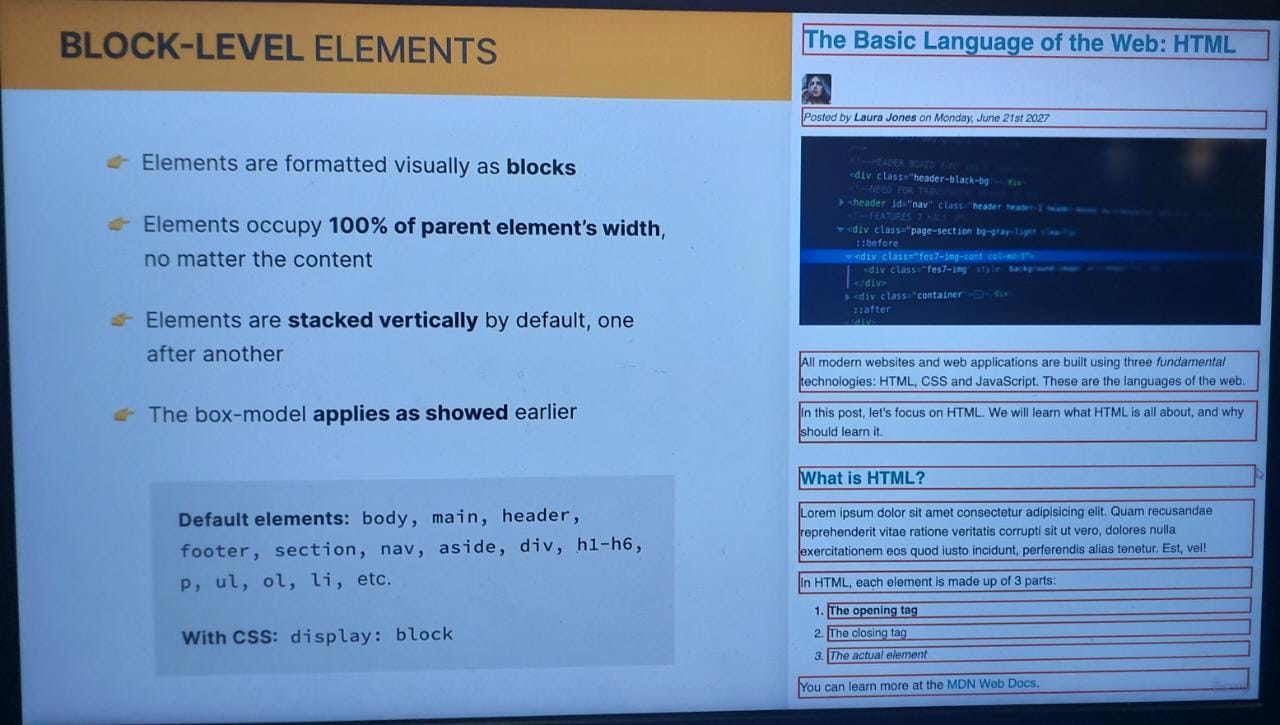 BLOCK-LEVEL ELEMENTS
Elements are formatted visually as blocks
Elements occupy 100% of parent element's width,
no matter the content
Elements are stacked vertically by default, one
after another
The box-model applies as showed earlier
Default elements: body, main, header,
footer, section, nav, aside, div, h1-h6,
p, ul, ol, li, etc.
With CSS: display: block
The Basic Language of the Web: HTML
Posted by Laura Jones on Monday, June 21st 2027
<!--HEADER BOXED FONT
<div class="header-black-bg </div>
<!--NEED FOR
<header id="nav" class="header header-
<!--FEATURES 7 HALF
<div class="page-section bg-gray-light
::before
<div class="fes7-img-cont col-md-5">
<div class="fes7-img" style="background-
</div>
<div class="container" </div>
::after
</div>
All modern websites and web applications are built using three fundamental
technologies: HTML, CSS and JavaScript. These are the languages of the web.
In this post, let's focus on HTML. We will learn what HTML is all about, and why
should learn it.
What is HTML?
Lorem ipsum dolor sit amet consectetur adipisicing elit. Quam recusandae
reprehenderit vitae ratione veritatis corrupti sit ut vero, dolores nulla
exercitationem eos quod iusto incidunt, perferendis alias tenetur. Est, vel!
In HTML, each element is made up of 3 parts:
1. The opening tag
2. The closing tag
3. The actual element
You can learn more at the MDN Web Docs.